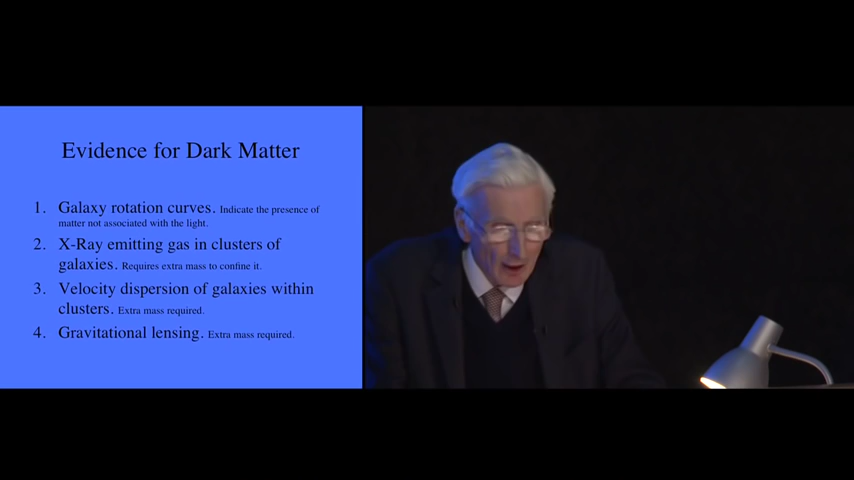 Evidence for Dark Matter
1. Galaxy rotation curves. Indicate the presence of
matter not associated with the light.
2. X-Ray emitting gas in clusters of
galaxies. Requires extra mass to confine it.
3. Velocity dispersion of galaxies within
clusters. Extra mass required.
4. Gravitational lensing. Extra mass required.